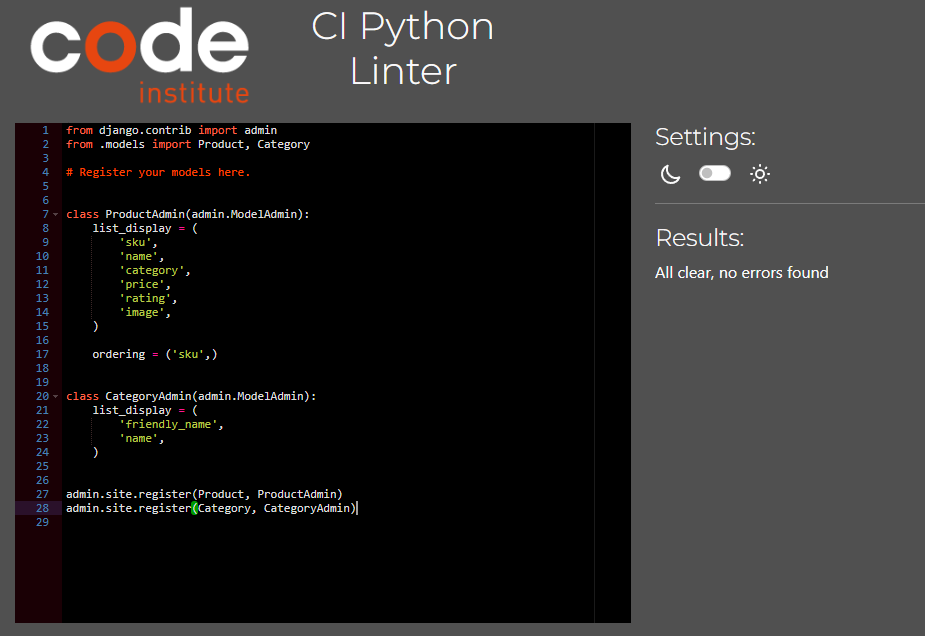 code
institute
CI Python
Linter
1 from django.contrib import admin
2 from .models import Product, Category
3
4 # Register your models here.
5
6
7 class ProductAdmin(admin.ModelAdmin):
8     list_display = (
9         'sku',
10         'name',
11         'category',
12         'price',
13         'rating',
14         'image',
15     )
16
17     ordering = ('sku',)
18
19
20 class CategoryAdmin(admin.ModelAdmin):
21     list_display = (
22         'friendly_name',
23         'name',
24     )
25
26
27 admin.site.register(Product, ProductAdmin)
28 admin.site.register(Category, CategoryAdmin)
29
Settings:
Results:
All clear, no errors found